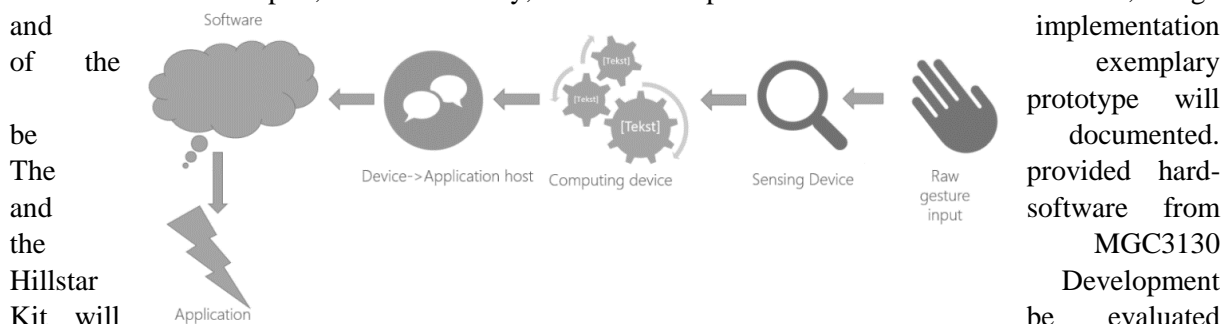 and implementation
of the exemplary
prototype will
be documented.
The provided hard-
and software from
the MGC3130
Hillstar Development
Kit will be evaluated
Software
[Tekst]
[Tekst]
[Tekst]
Device->Application host
Computing device
Sensing Device
Raw
gesture
input
Application